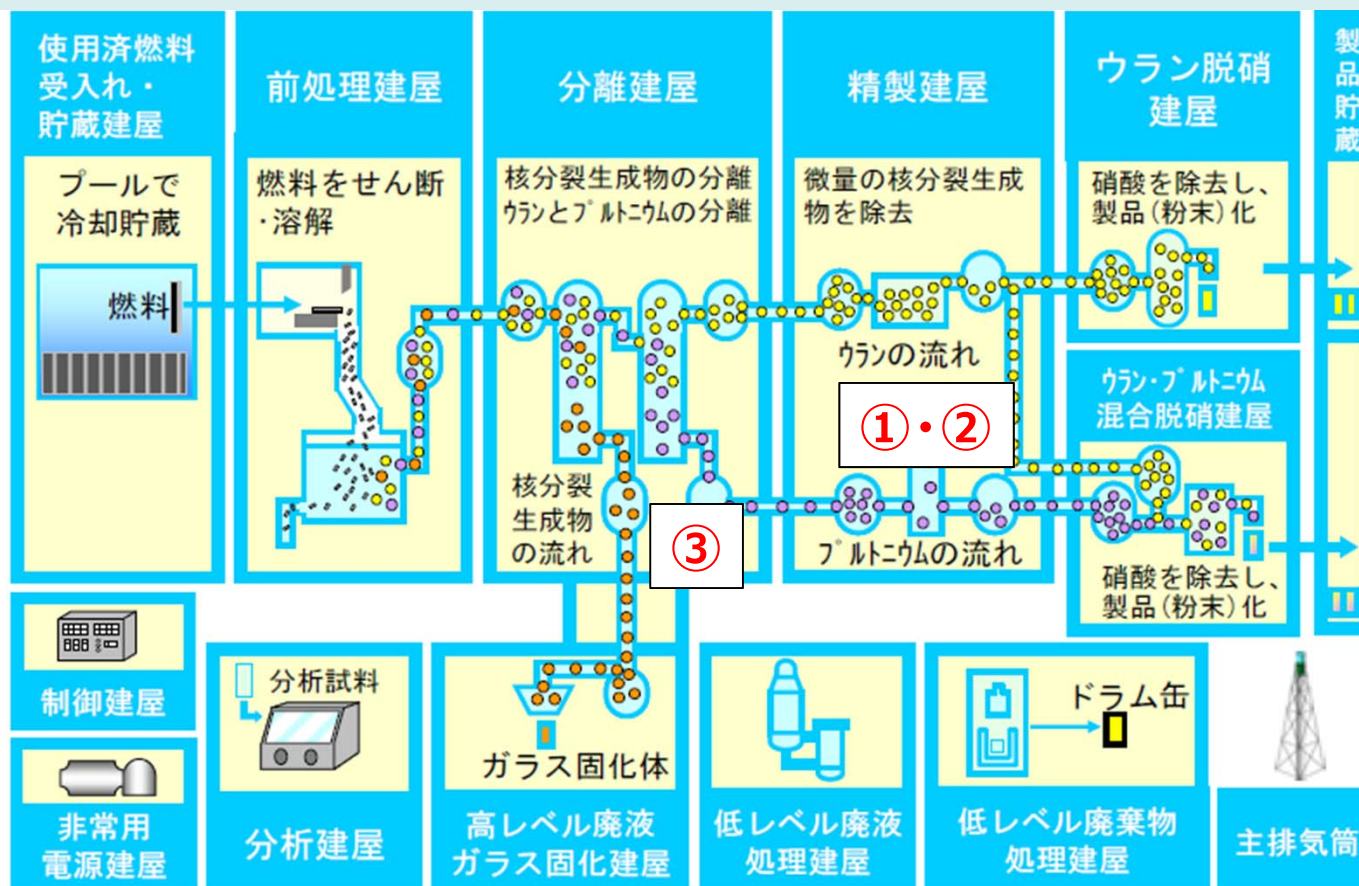 使用済燃料
受入れ・
貯蔵建屋
プールで
冷却貯蔵
燃料
前処理建屋
燃料をせん断
・溶解
分離建屋
核分裂生成物の分離
ウランとプルトニウムの分離
核分裂
生成物
の流れ
③
精製建屋
微量の核分裂生成
物を除去
ウランの流れ
①・②
プルトニウムの流れ
ウラン脱硝
建屋
硝酸を除去し、
製品(粉末)化
ウラン・プルトニウム
混合脱硝建屋
硝酸を除去し、
製品(粉末)化
製
品
貯
蔵
制御建屋
非常用
電源建屋
分析試料
分析建屋
ガラス固化体
高レベル廃液
ガラス固化建屋
低レベル廃液
処理建屋
ドラム缶
低レベル廃棄物
処理建屋
主排気筒